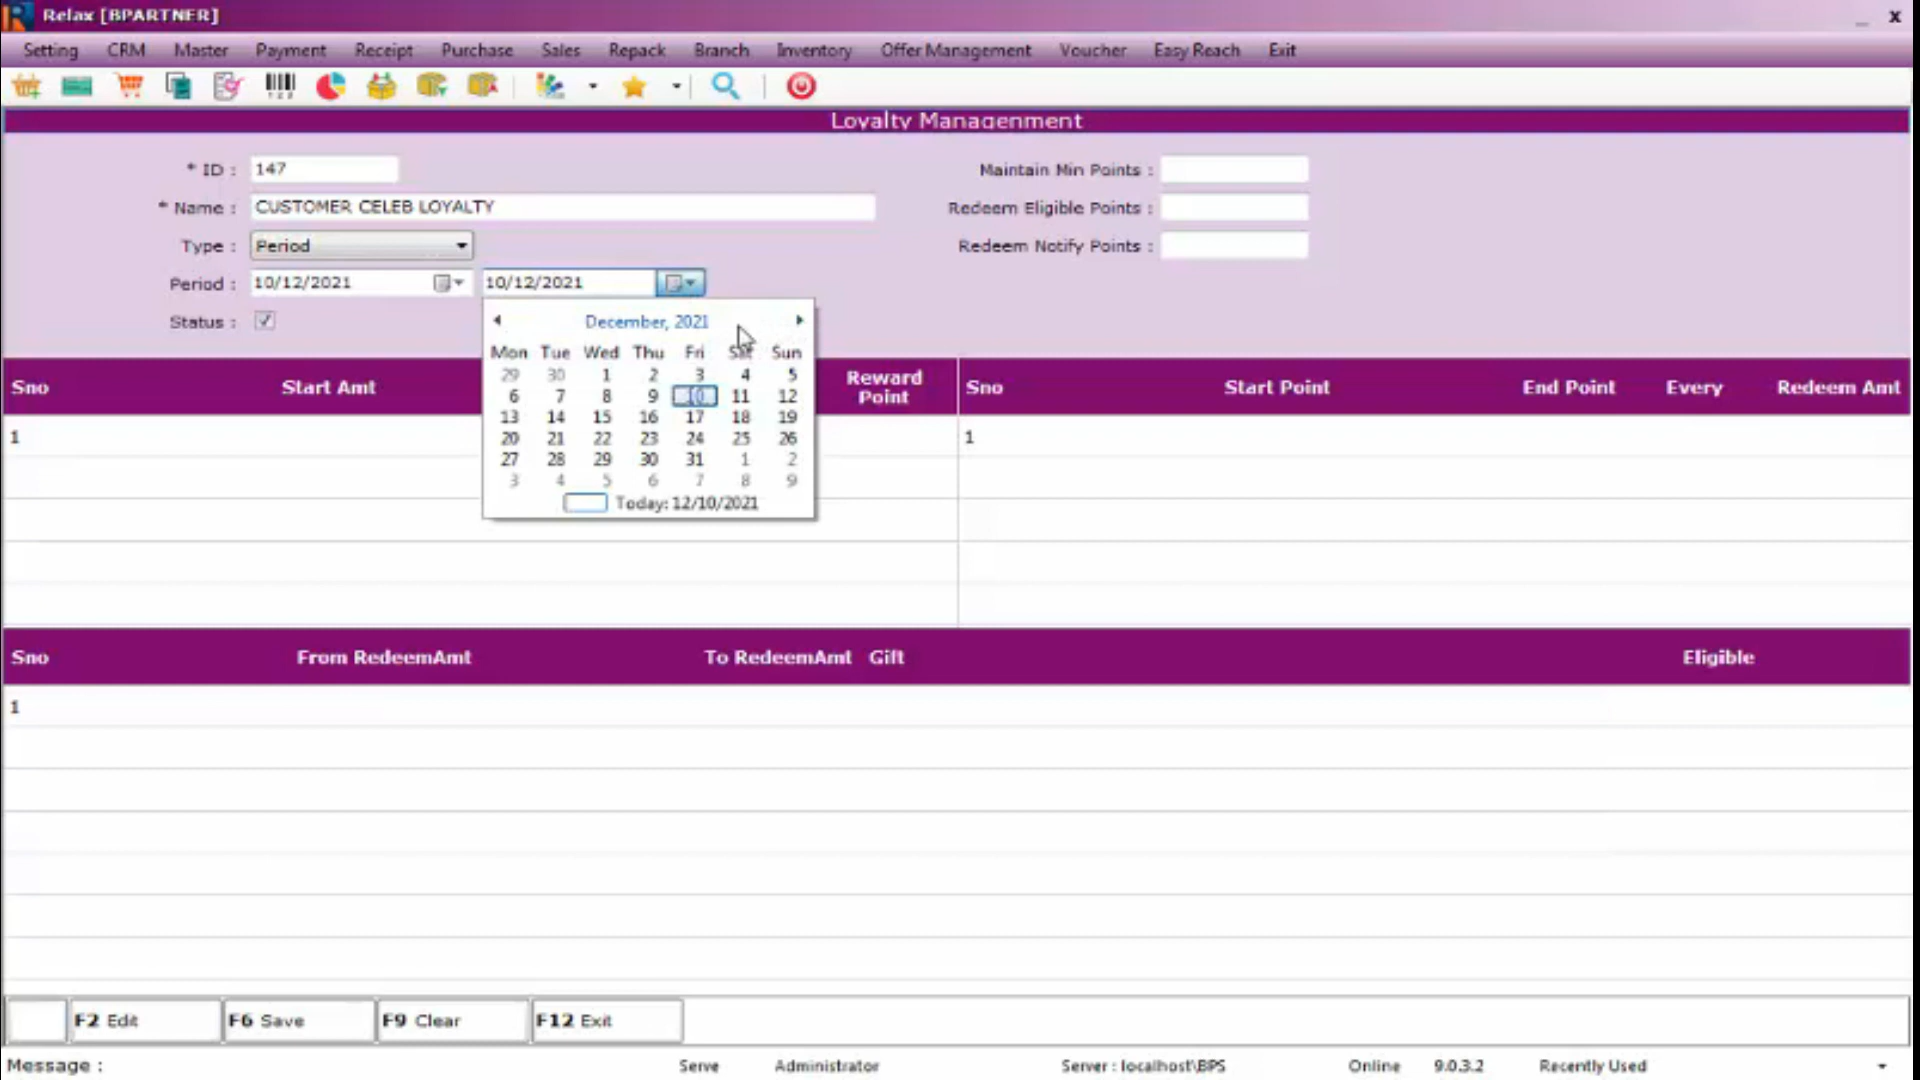 Relax [BPARTNER]
_ X
Setting CRM Master Payment Receipt Purchase Sales Repack Branch Inventory Offer Management Voucher Easy Reach Exit
123
Loyalty Managenment
* ID : 147
Maintain Min Points :
* Name : CUSTOMER CELEB LOYALTY
Redeem Eligible Points :
Type : Period
Redeem Notify Points :
Period : 10/12/2021 10/12/2021
Status :
December, 2021
Mon Tue Wed Thu Fri Sat Sun
29 30 1 2 3 4 5
6 7 8 9 10 11 12
13 14 15 16 17 18 19
20 21 22 23 24 25 26
27 28 29 30 31 1 2
3 4 5 6 7 8 9
Today: 12/10/2021
Sno Start Amt Reward Point
1
Sno Start Point End Point Every Redeem Amt
1
Sno From RedeemAmt To RedeemAmt Gift Eligible
1
F2 Edit F6 Save F9 Clear F12 Exit
Message : Serve Administrator Server : localhost\BPS Online 9.0.3.2 Recently Used